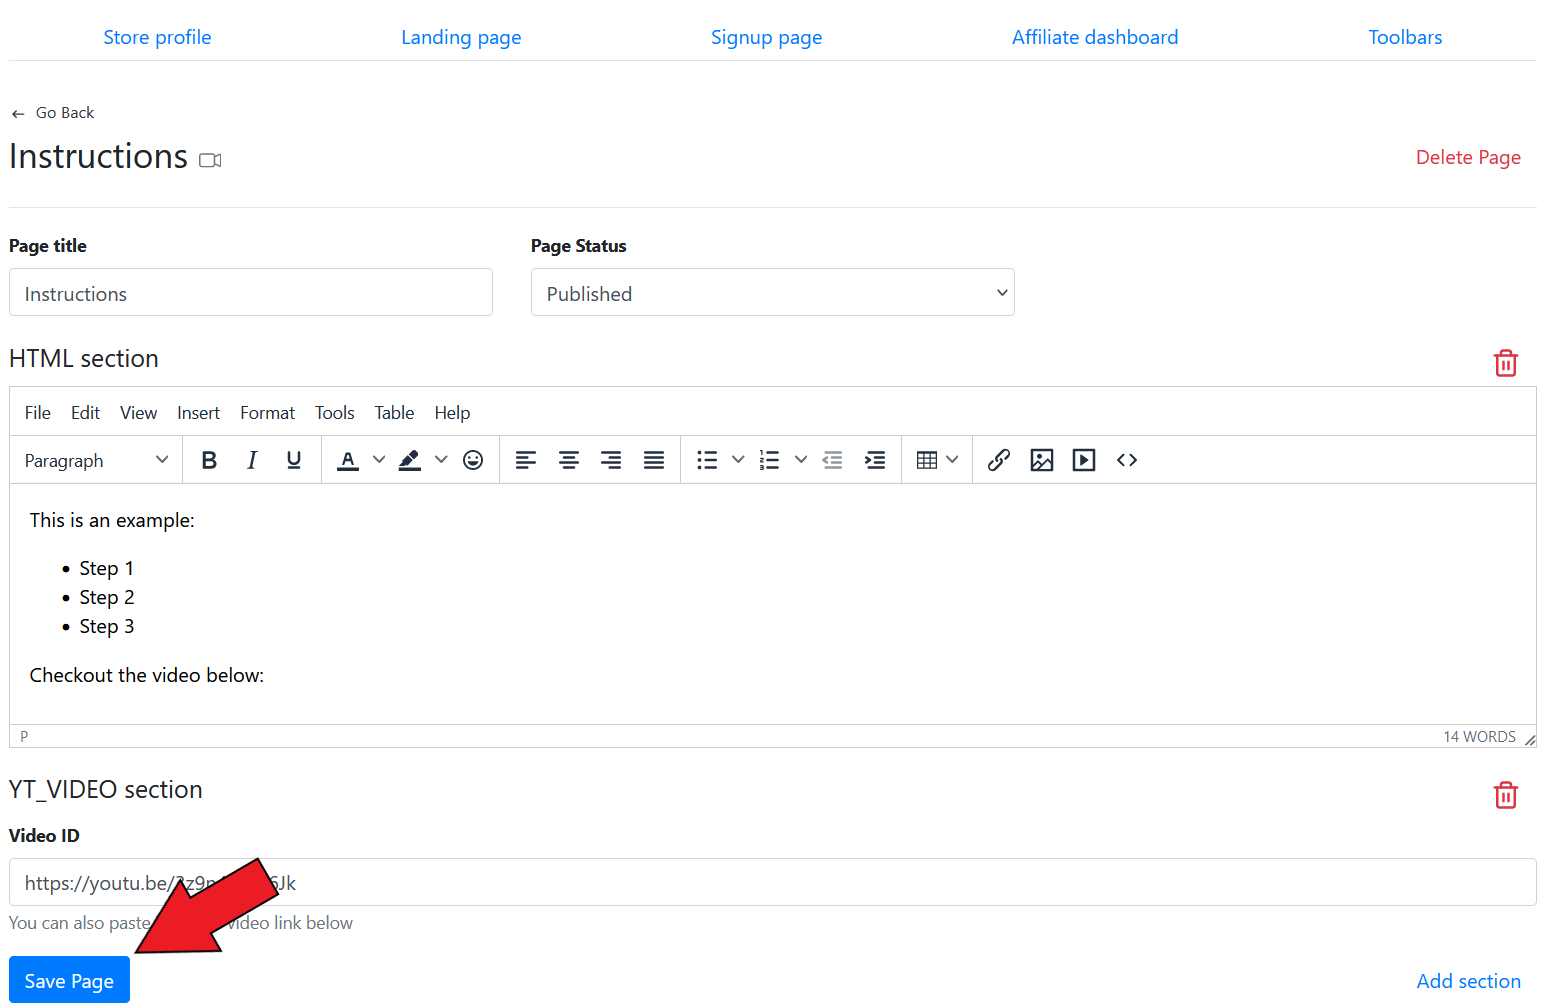 Store profile Landing page Signup page Affiliate dashboard Toolbars
Go Back
Instructions
Delete Page
Page title Page Status
Instructions Published
HTML section
File Edit View Insert Format Tools Table Help
Paragraph B I U A
This is an example:
• Step 1
• Step 2
• Step 3
Checkout the video below:
P 14 WORDS
YT_VIDEO section
Video ID
https://youtu.be/
You can also paste video link below
Save Page Add section